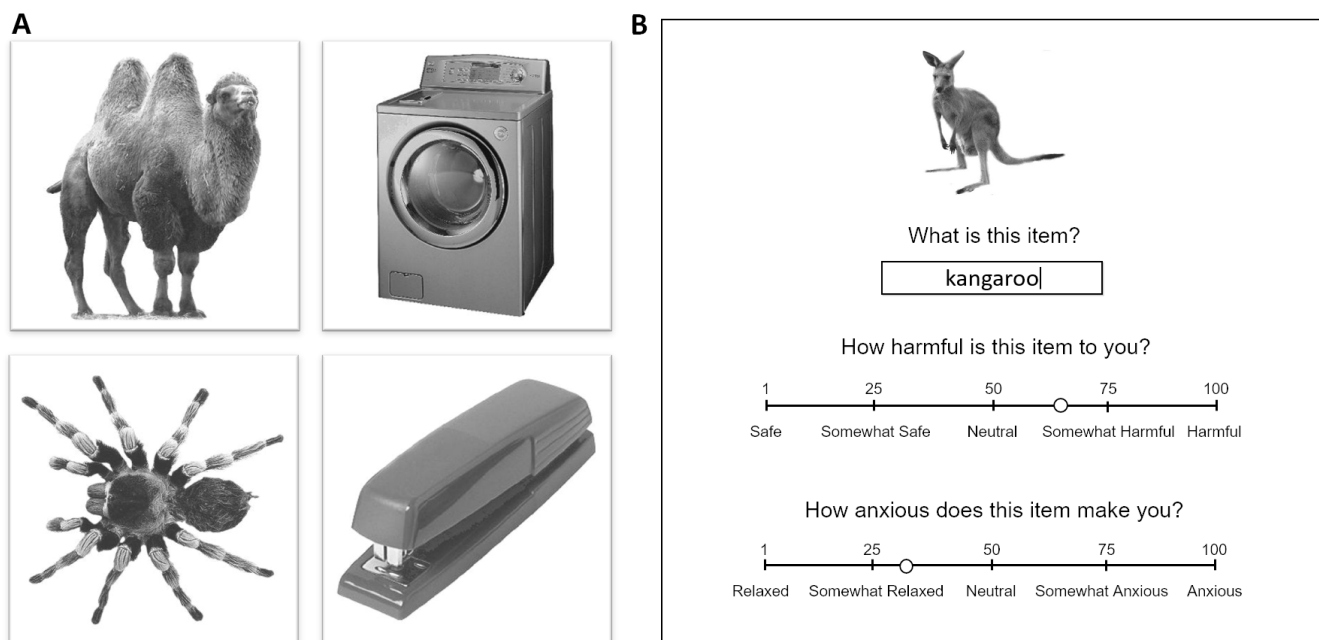 A
B
What is this item?
kangaroo
How harmful is this item to you?
1 25 50 75 100
Safe Somewhat Safe Neutral Somewhat Harmful Harmful
How anxious does this item make you?
1 25 50 75 100
Relaxed Somewhat Relaxed Neutral Somewhat Anxious Anxious